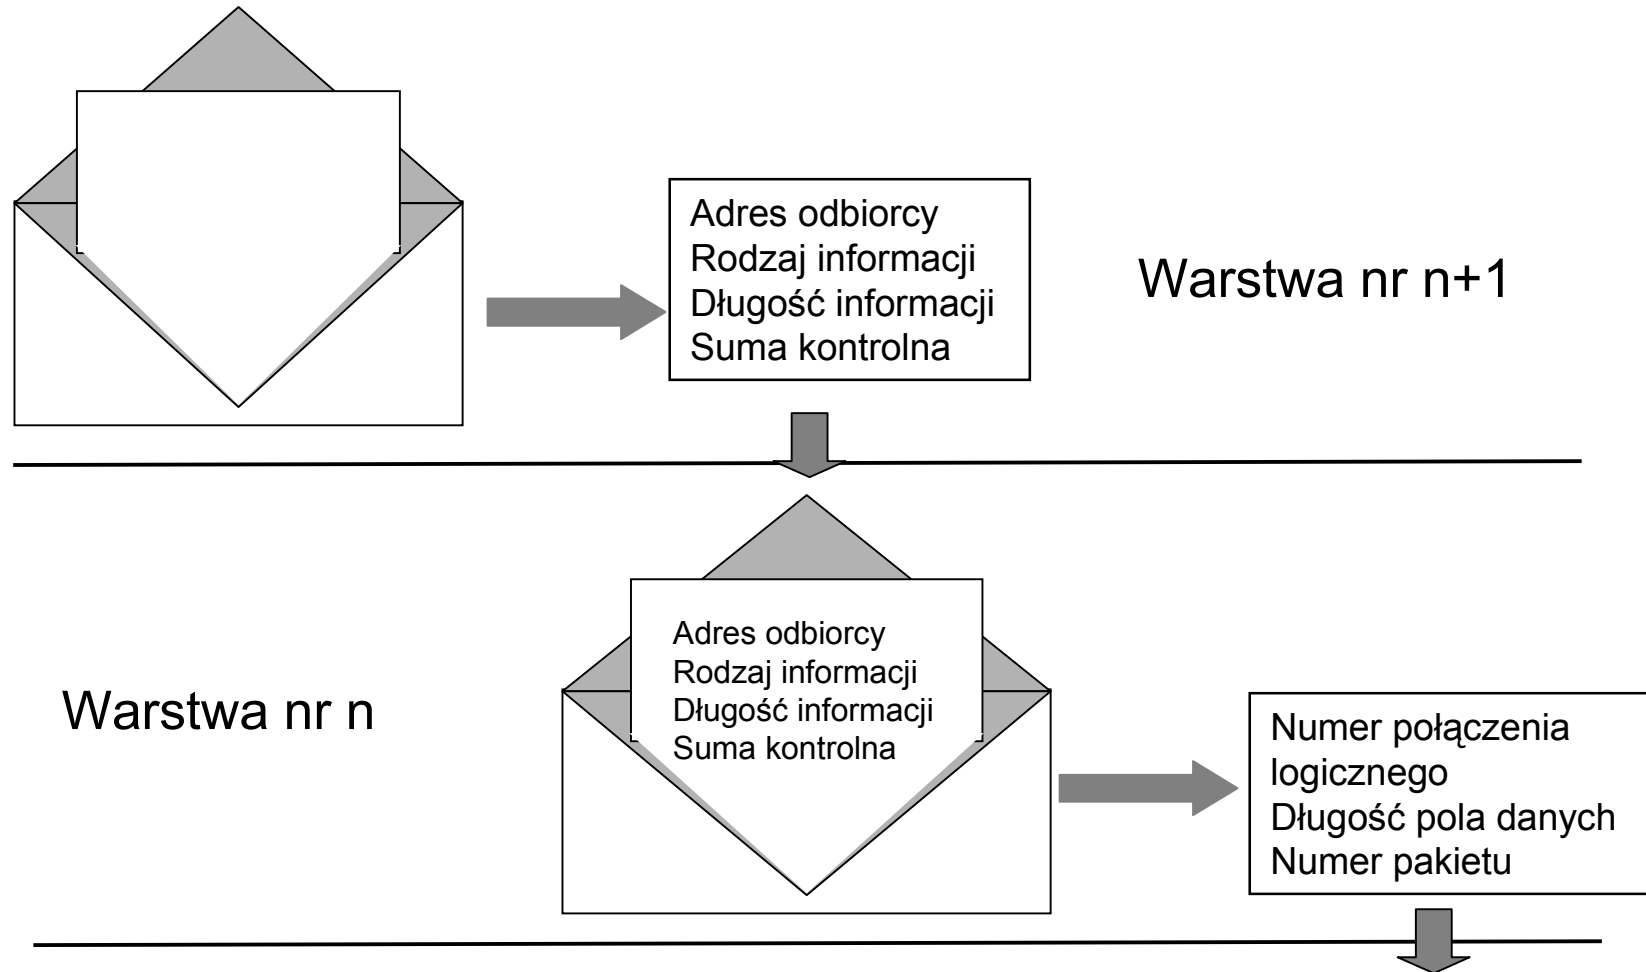 Adres odbiorcy
Rodzaj informacji
Długość informacji
Suma kontrolna
Warstwa nr n+1
Warstwa nr n
Adres odbiorcy
Rodzaj informacji
Długość informacji
Suma kontrolna
Numer połączenia
logicznego
Długość pola danych
Numer pakietu